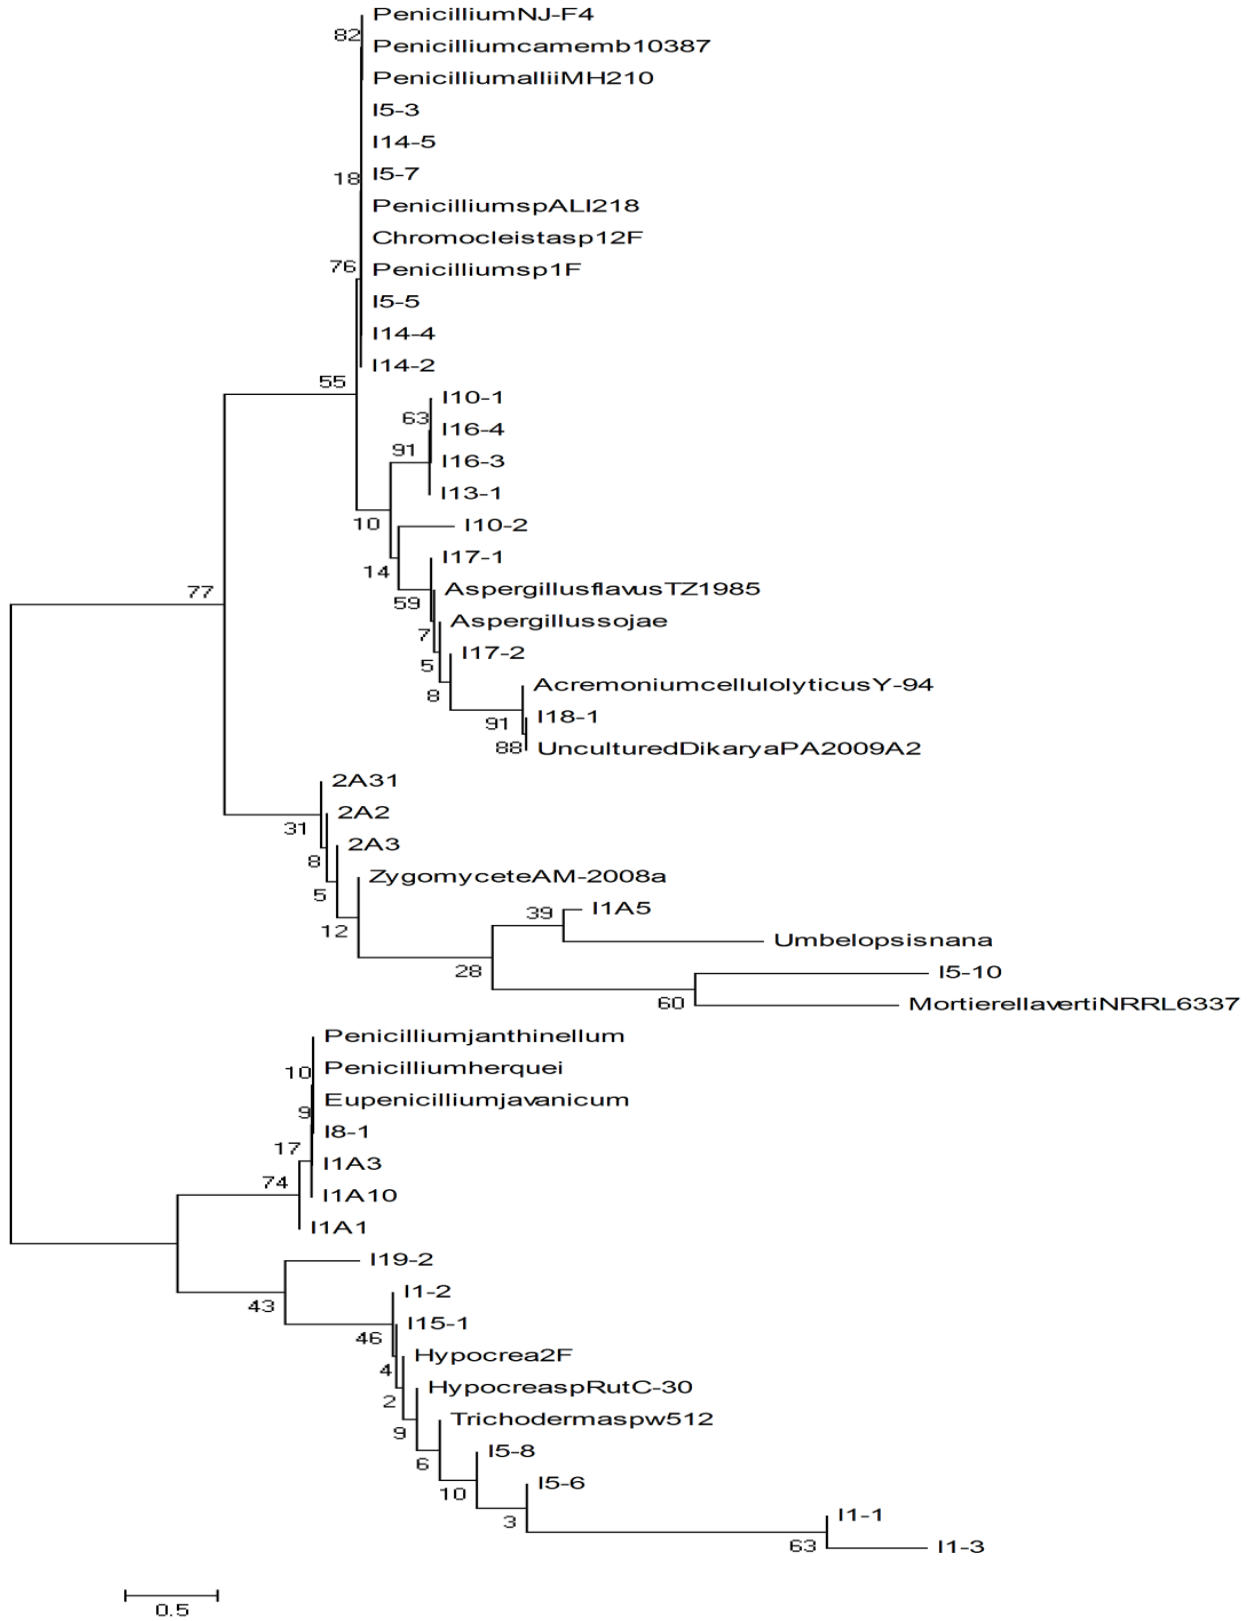 PenicilliumNJ-F4
82
Penicilliumcamemb10387
PenicilliumalliiMH210
I5-3
I14-5
18
I5-7
PenicilliumspALI218
Chromocleistasp12F
76
Penicilliumsp1F
I5-5
I14-4
I14-2
55
I10-1
63
I16-4
91
I16-3
I13-1
10
I10-2
I17-1
14
AspergillusflavusTZ1985
59
Aspergillussojae
7
I17-2
5
AcremoniumcellulolyticusY-94
8
I18-1
91
UnculturedDikaryaPA2009A2
88
77
2A31
2A2
31
2A3
8
ZygomyceteAM-2008a
5
I1A5
39
12
Umbelopsisnana
28
I5-10
60
MortierellavertiNRRL6337
Penicilliumjanthinellum
10
Penicilliumherquei
Eupenicilliumjavanicum
9
I8-1
17
I1A3
74
I1A10
I1A1
I19-2
43
I1-2
I15-1
46
Hypocrea2F
4
HypocreaspRutC-30
2
Trichodermaspw512
9
I5-8
6
I5-6
10
I1-1
3
63
I1-3
0.5